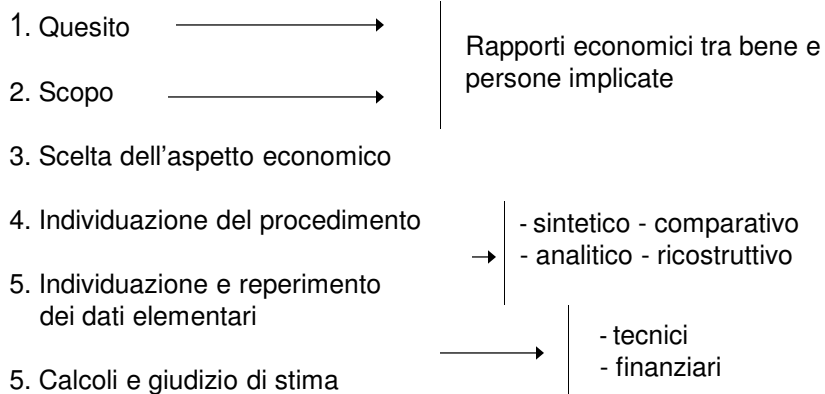 1. Quesito
Rapporti economici tra bene e
persone implicate
2. Scopo
3. Scelta dell'aspetto economico
4. Individuazione del procedimento
- sintetico - comparativo
- analitico - ricostruttivo
5. Individuazione e reperimento
dei dati elementari
- tecnici
- finanziari
5. Calcoli e giudizio di stima